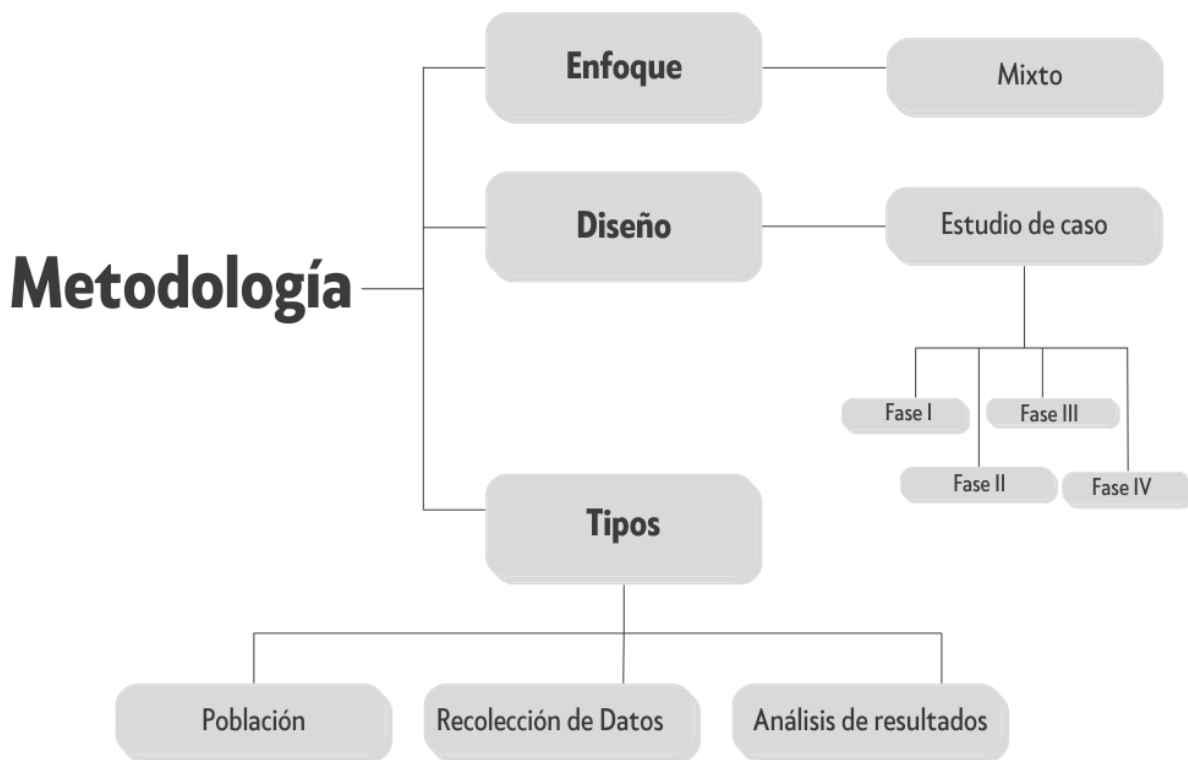 Metodología
Enfoque
Mixto
Diseño
Estudio de caso
Fase I
Fase III
Fase II
Fase IV
Tipos
Población
Recolección de Datos
Análisis de resultados